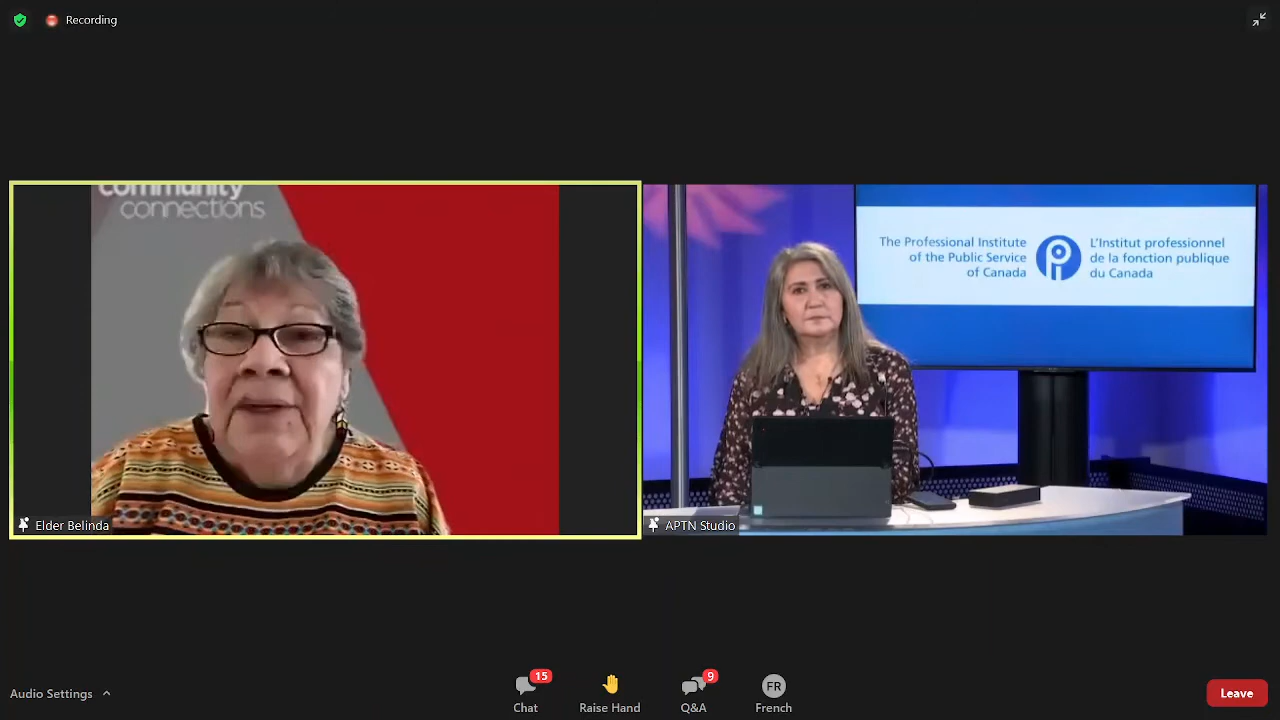 Recording
community
connections
The Professional Institute
of the Public Service
of Canada
L'Institut professionnel
de la fonction publique
du Canada
Elder Belinda
APTN Studio
Audio Settings
15
Chat
Raise Hand
9
Q&A
FR
French
Leave